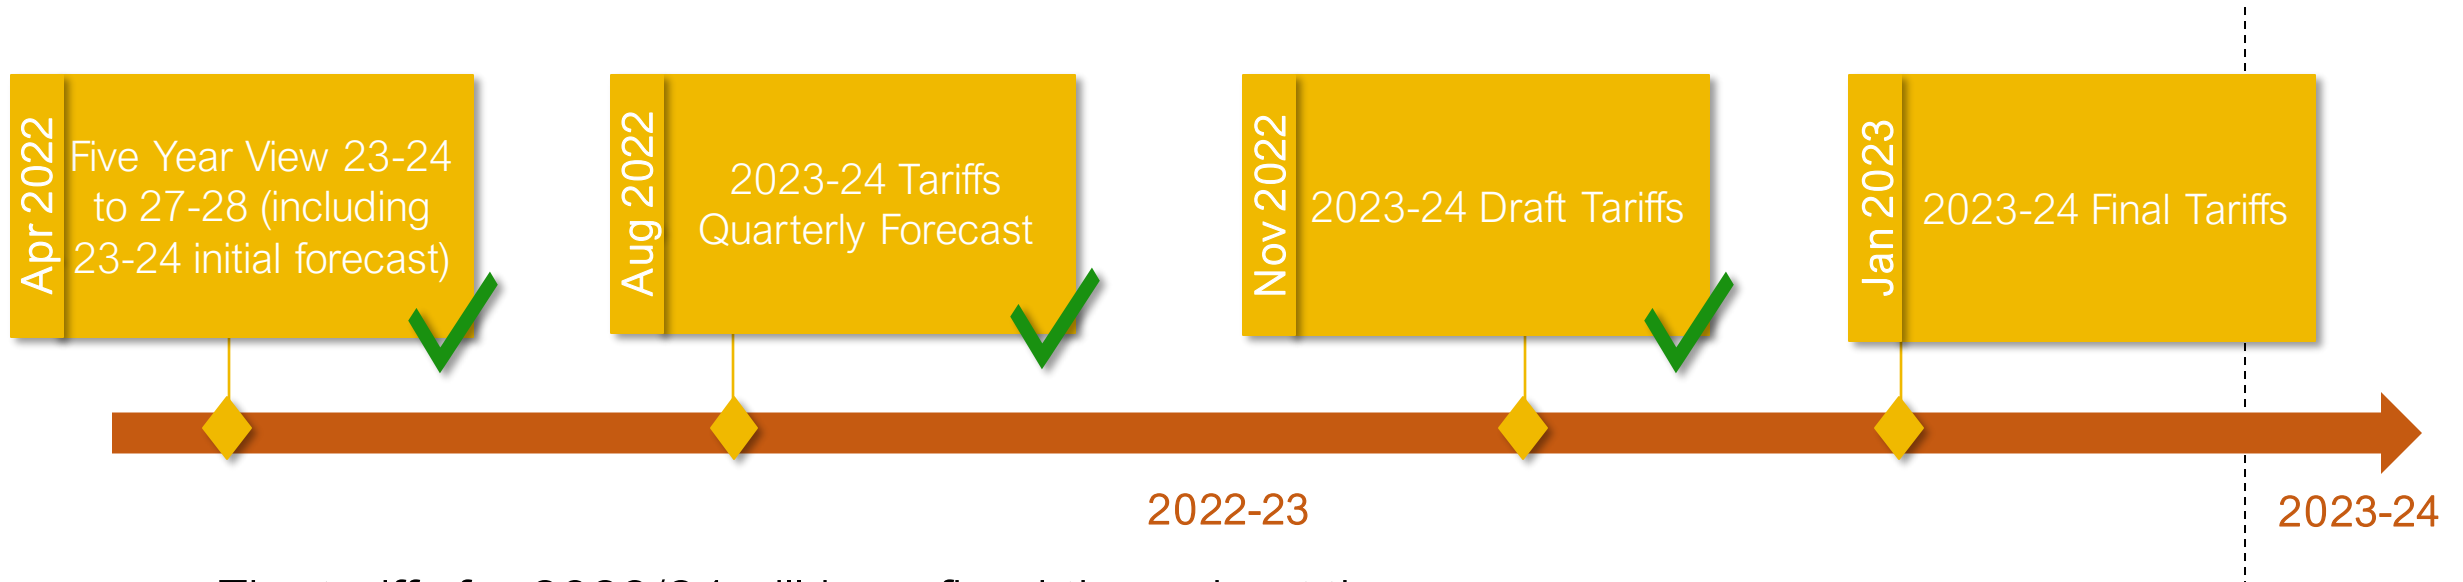 Apr 2022
Five Year View 23-24
to 27-28 (including
23-24 initial forecast)
Aug 2022
2023-24 Tariffs
Quarterly Forecast
Nov 2022
2023-24 Draft Tariffs
Jan 2023
2023-24 Final Tariffs
2022-23
2023-24